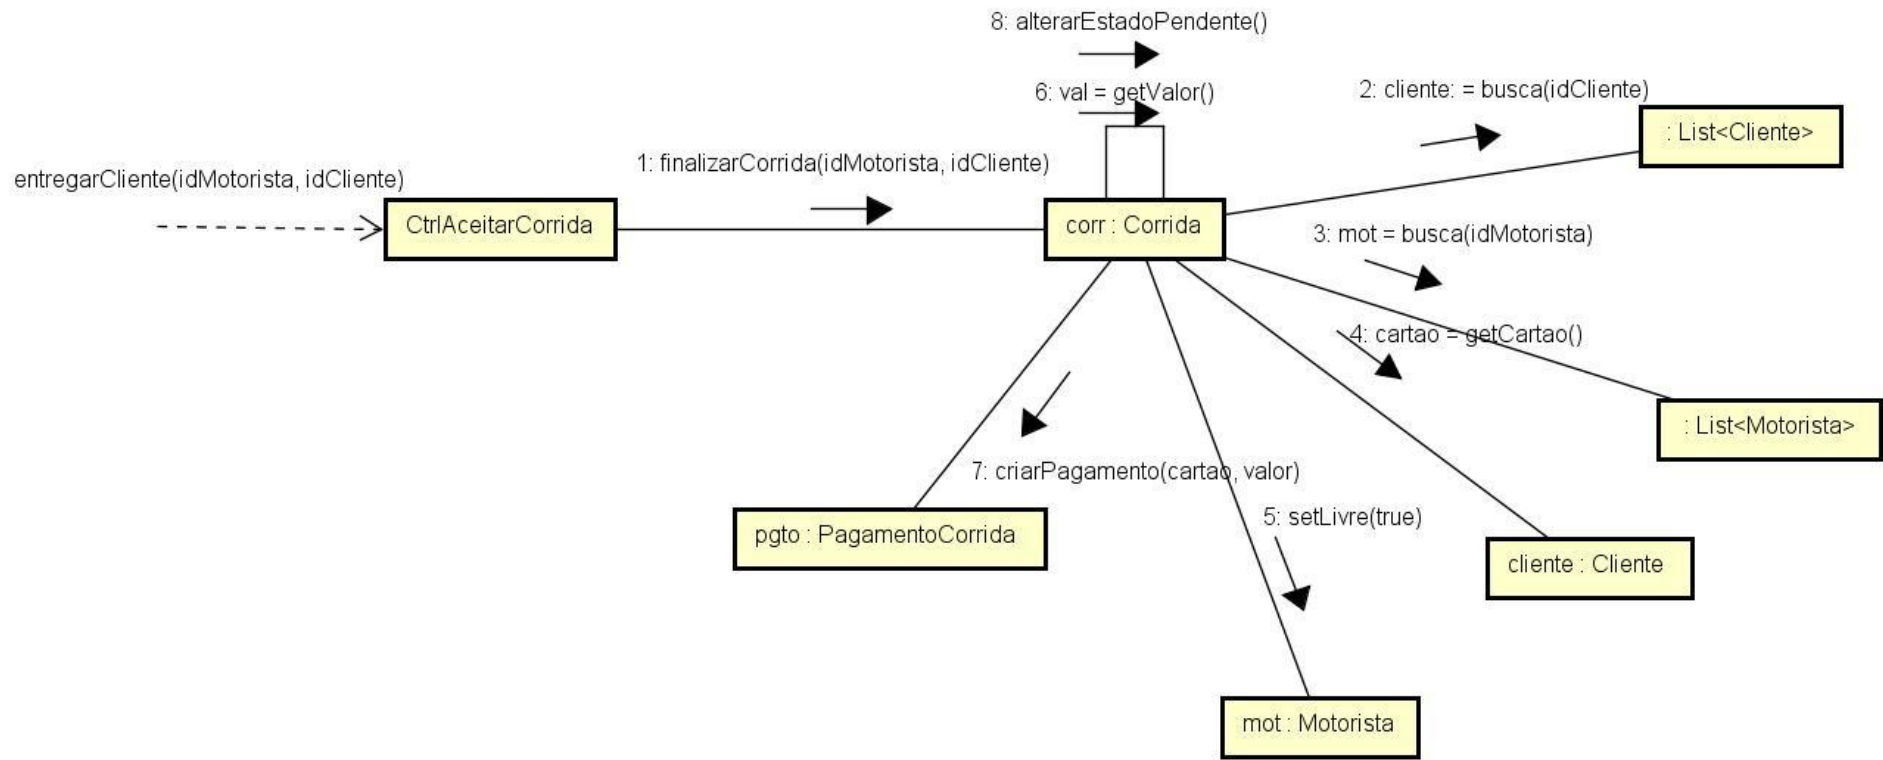 8: alterarEstadoPendente()
6: val = getValor()
2: cliente: = busca(idCliente)
: List<Cliente>
1: finalizarCorrida(idMotorista, idCliente)
entregarCliente(idMotorista, idCliente)
CtrlAceitarCorrida
corr : Corrida
3: mot = busca(idMotorista)
4: cartao = getCartao()
: List<Motorista>
7: criarPagamento(cartao, valor)
5: setLivre(true)
pgto : PagamentoCorrida
cliente : Cliente
mot : Motorista